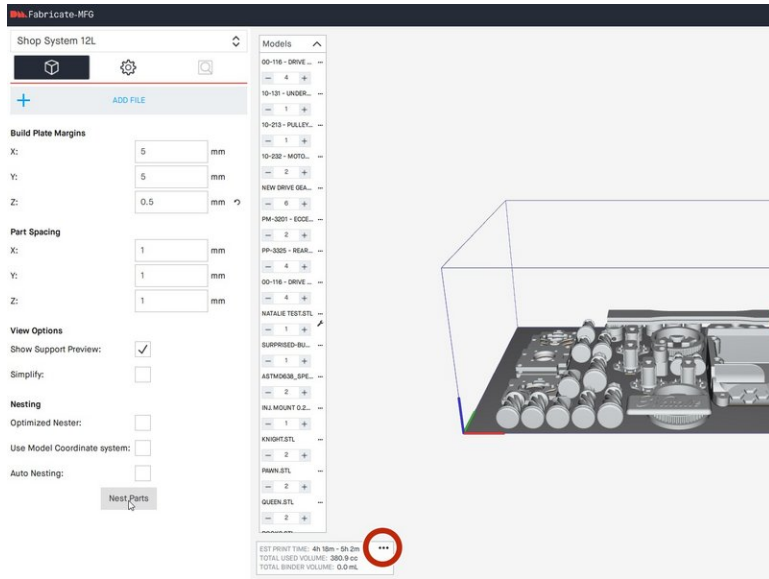 DM. Fabricate-MFG
Shop System 12L
ADD FILE
Build Plate Margins
X: 5 mm
Y: 5 mm
Z: 0.5 mm
Part Spacing
X: 1 mm
Y: 1 mm
Z: 1 mm
View Options
Show Support Preview:
Simplify:
Nesting
Optimized Nester:
Use Model Coordinate system:
Auto Nesting:
Nest Parts
Models
00-116 - DRIVE ... ...
- 4 +
10-131 - UNDER... ...
- 1 +
10-213 - PULLEY... ...
- 1 +
10-232 - MOTO... ...
- 2 +
NEW DRIVE GEA... ...
- 6 +
PM-3201 - ECCE... ...
- 2 +
PP-3325 - REAR... ...
- 4 +
00-116 - DRIVE ... ...
- 4 +
NATALIE TEST.STL ...
- 1 +
SURPRISED-BU... ...
- 1 +
ASTMD638_SPE... ...
- 2 +
INJ. MOUNT 0.2... ...
- 1 +
KNIGHT.STL ...
- 2 +
PAWN.STL ...
- 2 +
QUEEN.STL ...
- 2 +
EST PRINT TIME: 4h 18m - 5h 2m ...
TOTAL USED VOLUME: 380.9 cc
TOTAL BINDER VOLUME: 0.0 mL